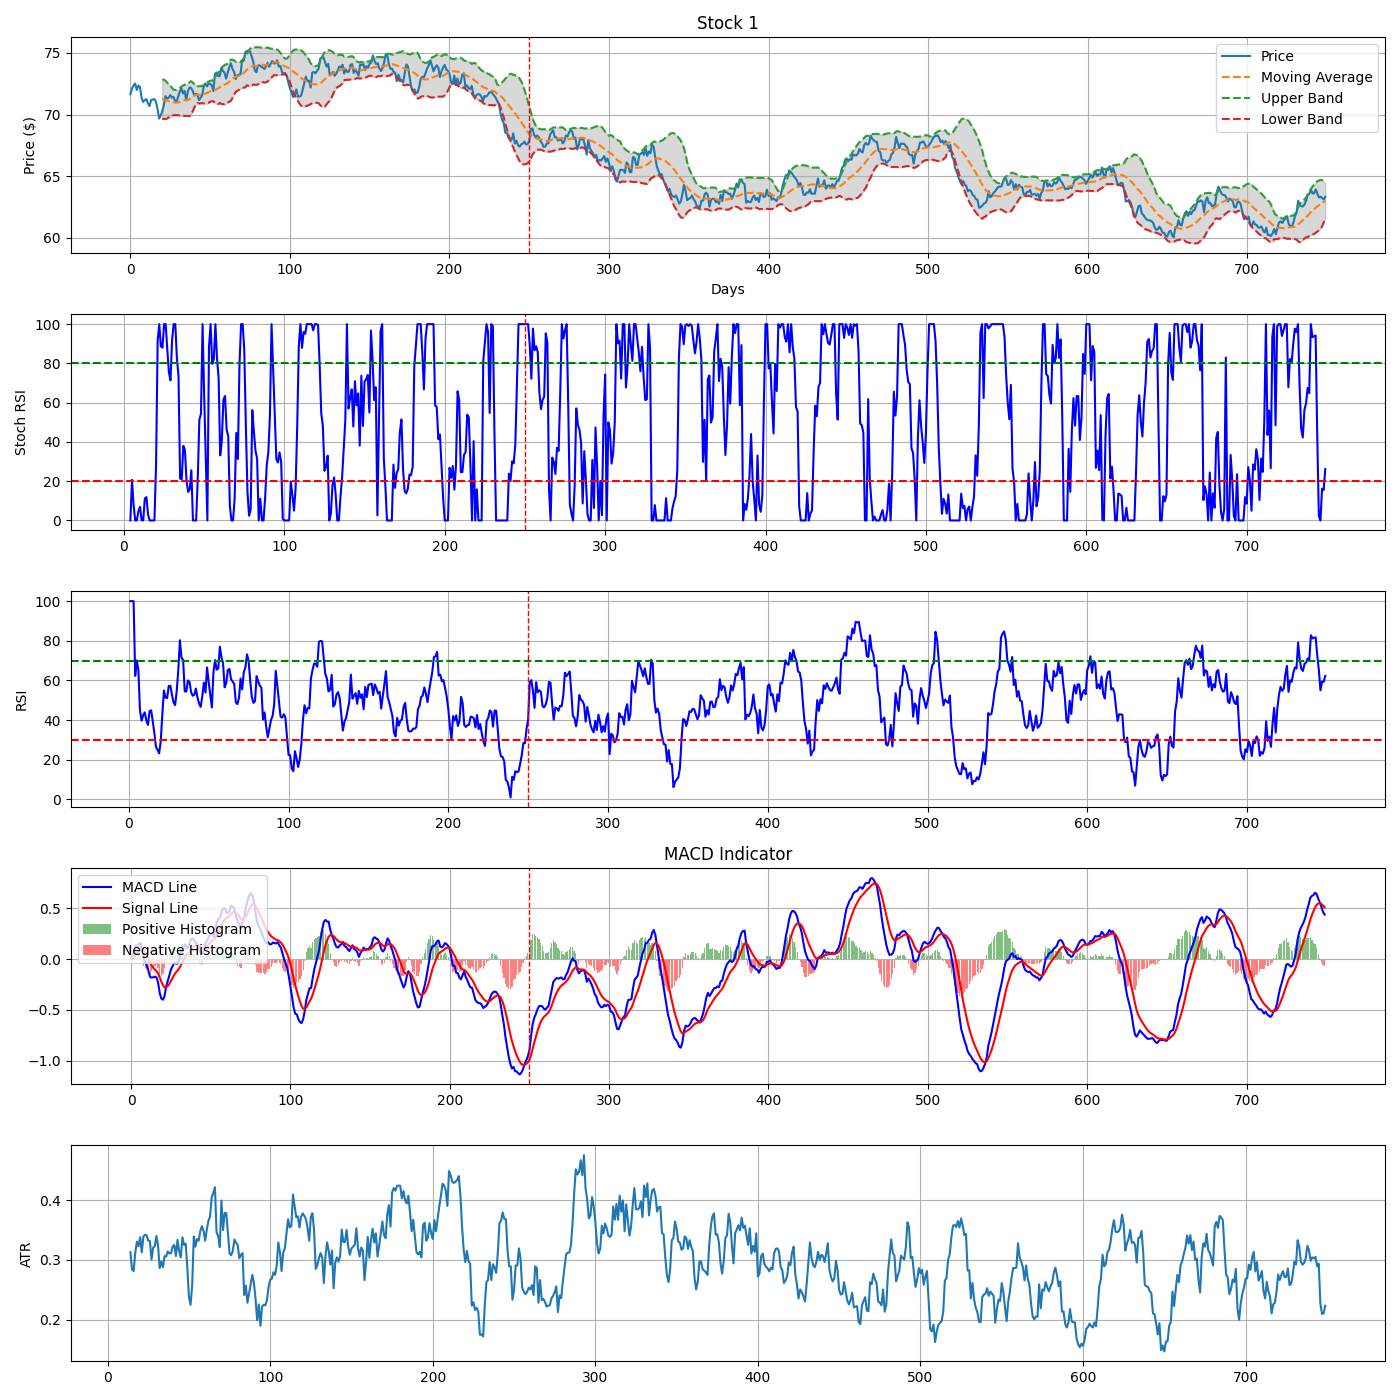 Stock 1
Price ($)
75
70
65
60
Price
Moving Average
Upper Band
Lower Band
0 100 200 300 400 500 600 700
Days
Stoch RSI
100
80
60
40
20
0
0 100 200 300 400 500 600 700
RSI
100
80
60
40
20
0
0 100 200 300 400 500 600 700
MACD Indicator
MACD Line
Signal Line
Positive Histogram
Negative Histogram
0.5
0.0
−0.5
−1.0
0 100 200 300 400 500 600 700
ATR
0.4
0.3
0.2
0 100 200 300 400 500 600 700